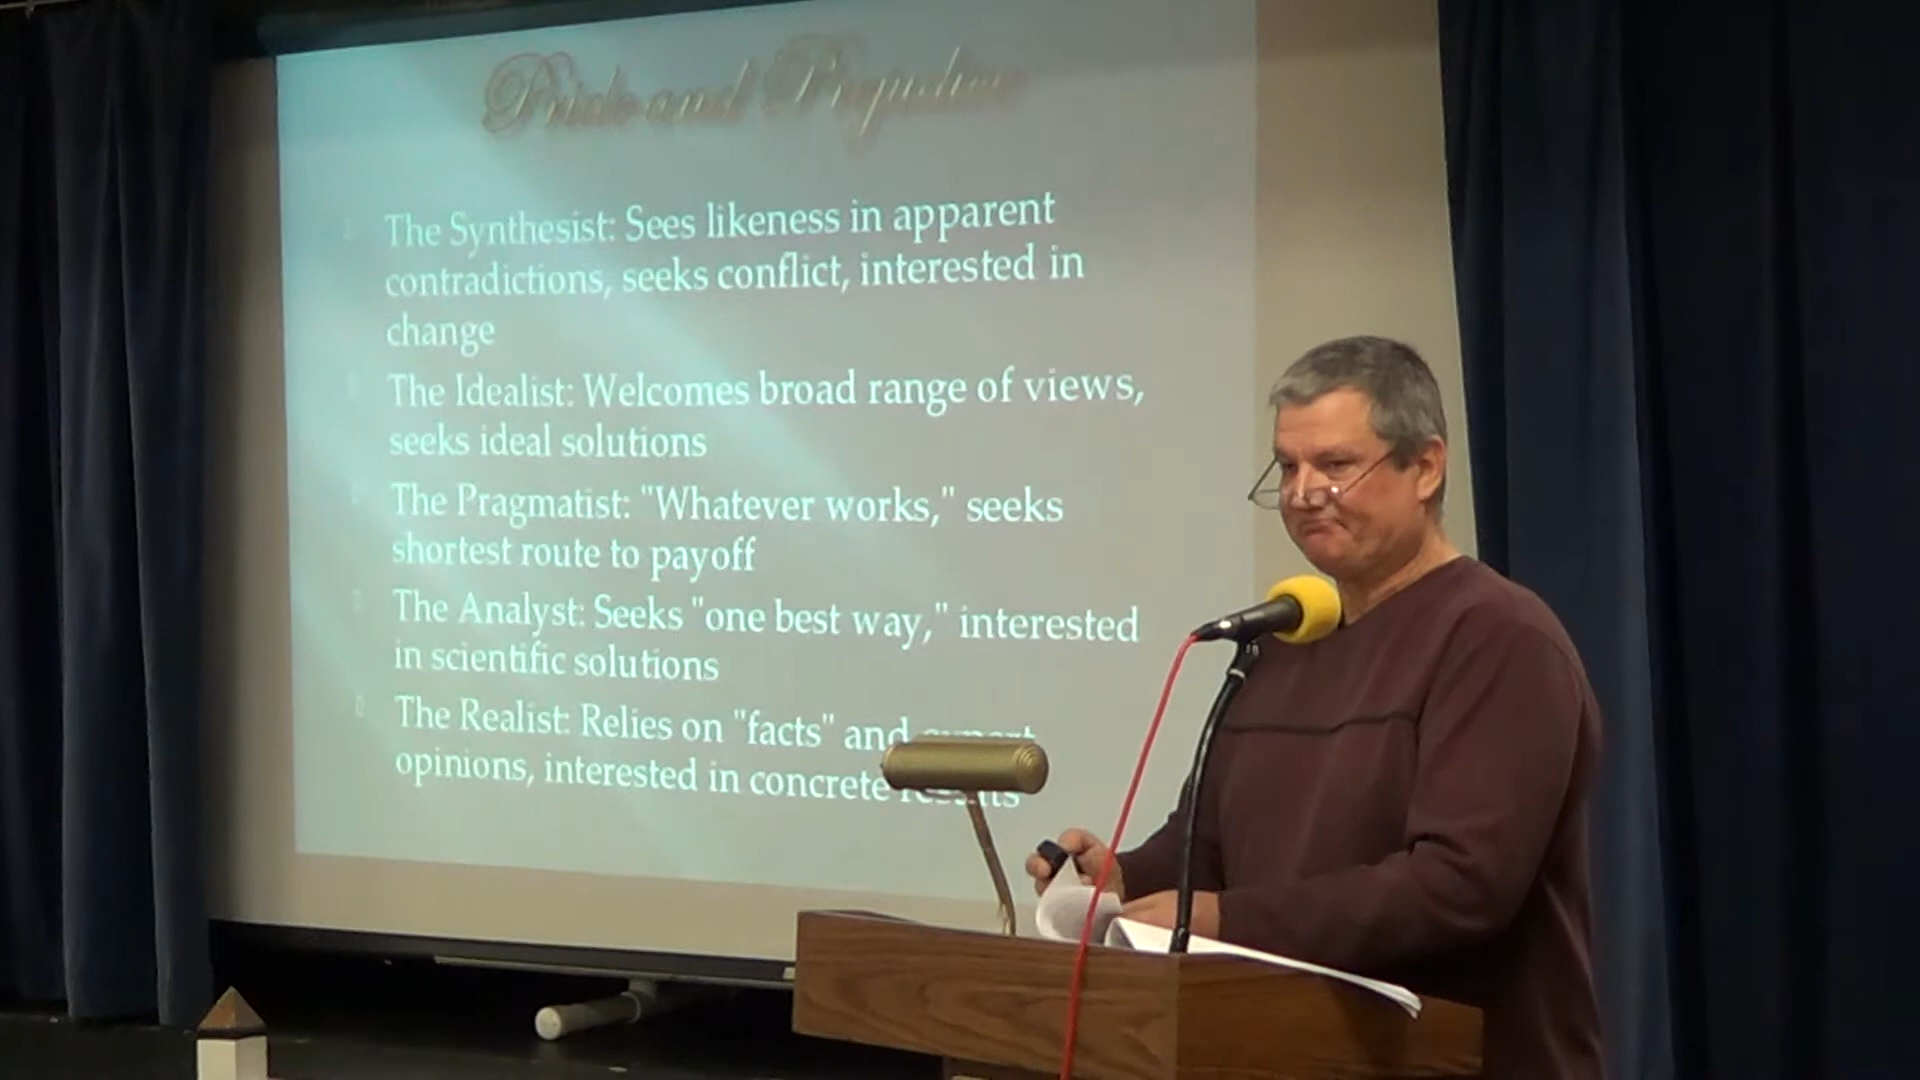 Pride and Prejudice
The Synthesist: Sees likeness in apparent
contradictions, seeks conflict, interested in
change
The Idealist: Welcomes broad range of views,
seeks ideal solutions
The Pragmatist: "Whatever works," seeks
shortest route to payoff
The Analyst: Seeks "one best way," interested
in scientific solutions
The Realist: Relies on "facts" and expert
opinions, interested in concrete results